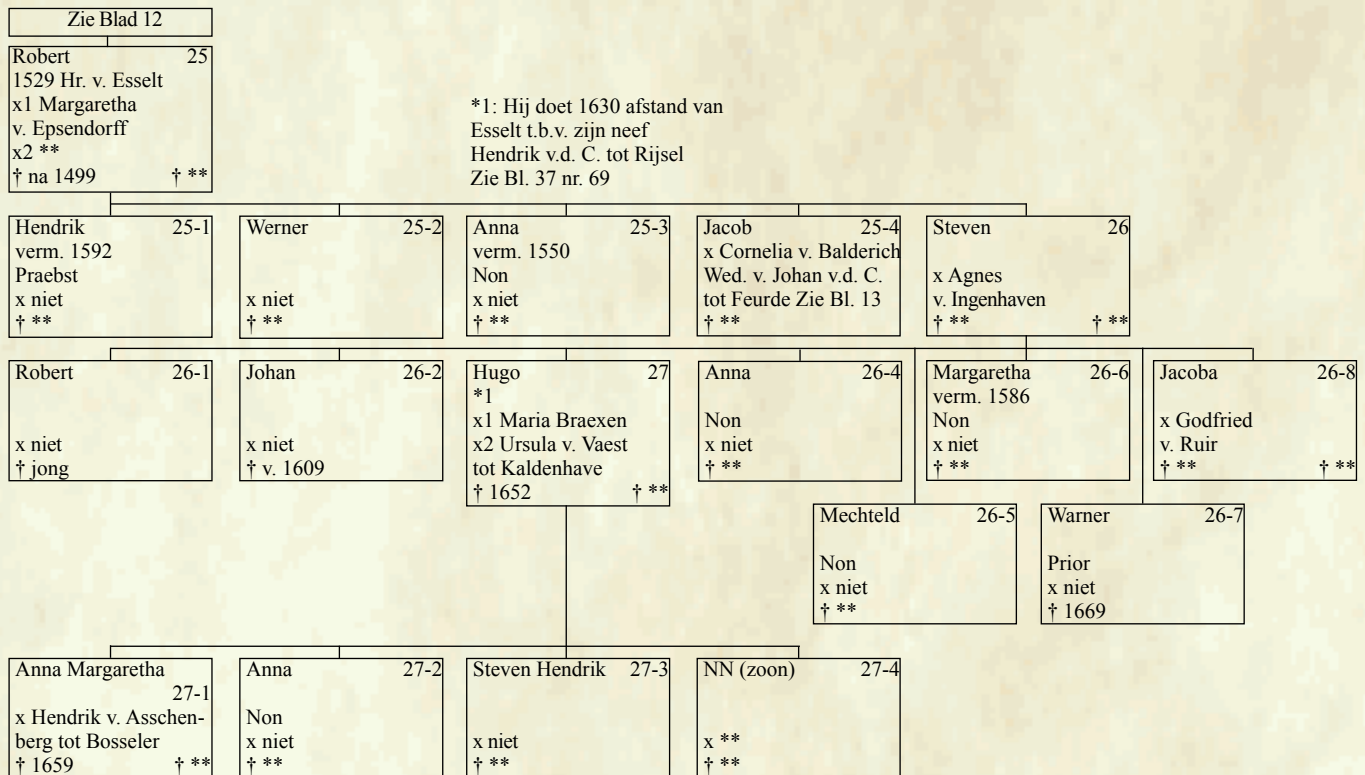 Zie Blad 12
Robert 25
1529 Hr. v. Esselt
x1 Margaretha
v. Epsendorff
x2 **
† na 1499 † **
*1: Hij doet 1630 afstand van
Esselt t.b.v. zijn neef
Hendrik v.d. C. tot Rijsel
Zie Bl. 37 nr. 69
Hendrik 25-1
verm. 1592
Praebst
x niet
† **
Werner 25-2
x niet
† **
Anna 25-3
verm. 1550
Non
x niet
† **
Jacob 25-4
x Cornelia v. Balderich
Wed. v. Johan v.d. C.
tot Feurde Zie Bl. 13
† **
Steven 26
x Agnes
v. Ingenhaven
† ** † **
Robert 26-1
x niet
† jong
Johan 26-2
x niet
† v. 1609
Hugo 27
*1
x1 Maria Braexen
x2 Ursula v. Vaest
tot Kaldenhave
† 1652 † **
Anna 26-4
Non
x niet
† **
Margaretha 26-6
verm. 1586
Non
x niet
† **
Jacoba 26-8
x Godfried
v. Ruir
† ** † **
Mechteld 26-5
Non
x niet
† **
Warner 26-7
Prior
x niet
† 1669
Anna Margaretha
27-1
x Hendrik v. Asschen-
berg tot Bosseler
† 1659 † **
Anna 27-2
Non
x niet
† **
Steven Hendrik 27-3
x niet
† **
NN (zoon) 27-4
x **
† **